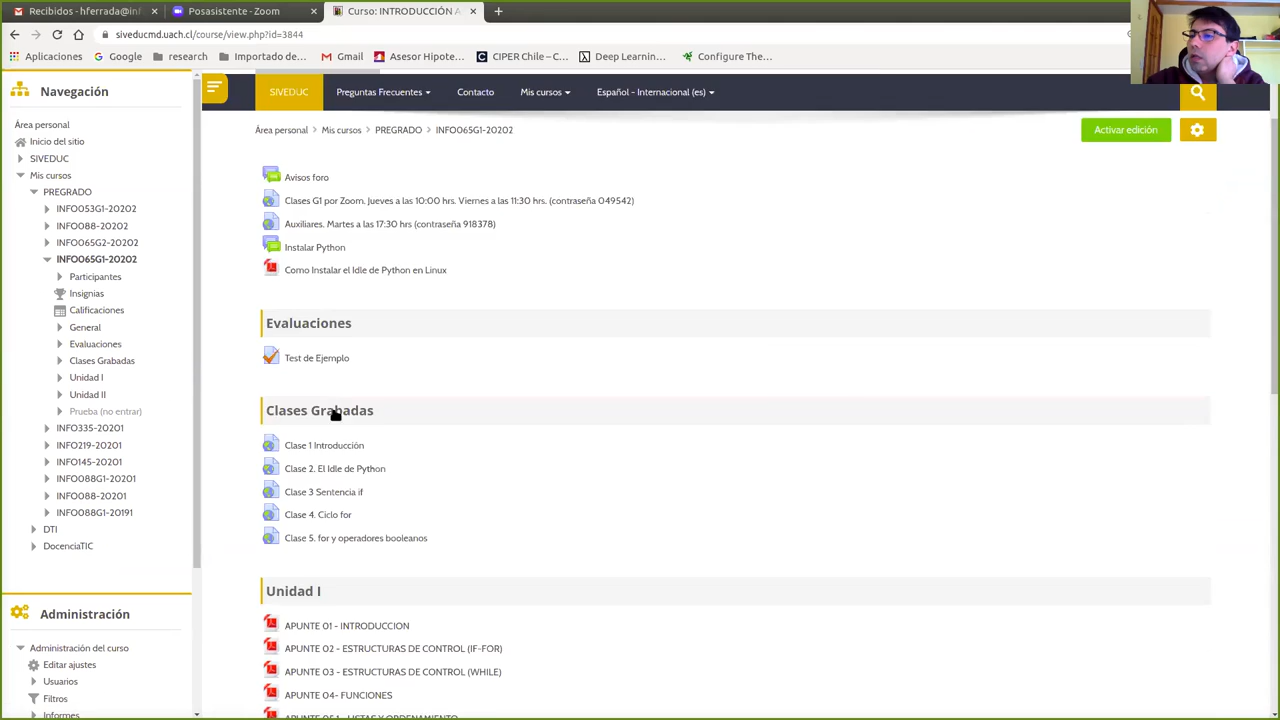 Recibidos - hferrada@inf
Posasistente - Zoom
Curso: INTRODUCCIÓN A
siveducmd.uach.cl/course/view.php?id=3844
Aplicaciones
Google
research
Importado de...
Gmail
Asesor Hipote...
CIPER Chile – C...
Deep Learnin...
Configure The...
SIVEDUC
Preguntas Frecuentes
Contacto
Mis cursos
Español - Internacional (es)
Área personal
Mis cursos
PREGRADO
INFO065G1-20202
Activar edición
Navegación
Área personal
Inicio del sitio
SIVEDUC
Mis cursos
PREGRADO
INFO053G1-20202
INFO088-20202
INFO065G2-20202
INFO065G1-20202
Participantes
Insignias
Calificaciones
General
Evaluaciones
Clases Grabadas
Unidad I
Unidad II
Prueba (no entrar)
INFO335-20201
INFO219-20201
INFO145-20201
INFO088G1-20201
INFO088-20201
INFO088G1-20191
DTI
DocenciaTIC
Administración
Administración del curso
Editar ajustes
Usuarios
Filtros
Informes
Avisos foro
Clases G1 por Zoom. Jueves a las 10:00 hrs. Viernes a las 11:30 hrs. (contraseña 049542)
Auxiliares. Martes a las 17:30 hrs (contraseña 918378)
Instalar Python
Como Instalar el Idle de Python en Linux
Evaluaciones
Test de Ejemplo
Clases Grabadas
Clase 1 Introducción
Clase 2. El Idle de Python
Clase 3 Sentencia if
Clase 4. Ciclo for
Clase 5. for y operadores booleanos
Unidad I
APUNTE 01 - INTRODUCCION
APUNTE 02 - ESTRUCTURAS DE CONTROL (IF-FOR)
APUNTE 03 - ESTRUCTURAS DE CONTROL (WHILE)
APUNTE 04- FUNCIONES
APUNTE 05.1 - LISTAS Y ORDENAMIENTO